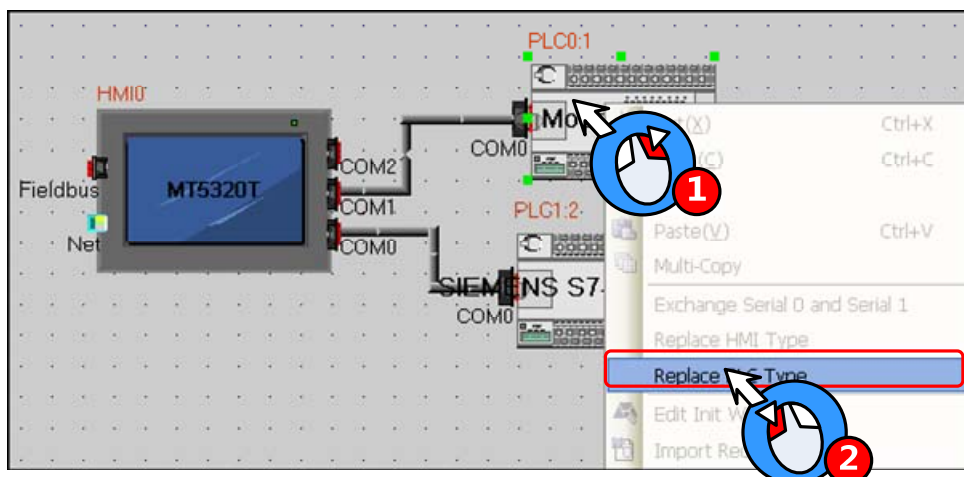 PLC0:1
HMI0
Mo
COM0
Ctrl+X
Ctrl+C
COM2
Fieldbus
MT5320T
1
COM1
PLC1:2
Paste(V)
Ctrl+V
Net
COM0
Multi-Copy
SIEMENS S7
COM0
Exchange Serial 0 and Serial 1
Replace HMI Type
Replace Type
Edit Init
Import
2